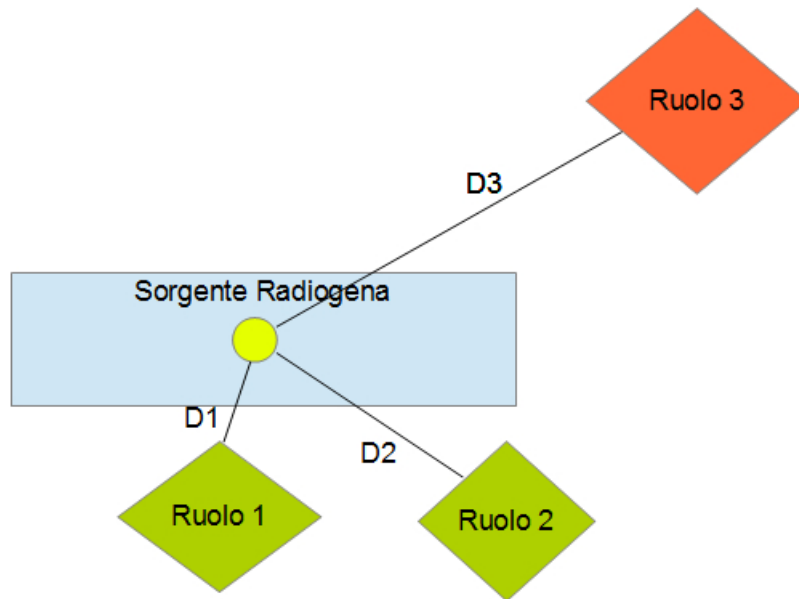 Ruolo 3
D3
Sorgente Radiogena
D1
D2
Ruolo 1
Ruolo 2